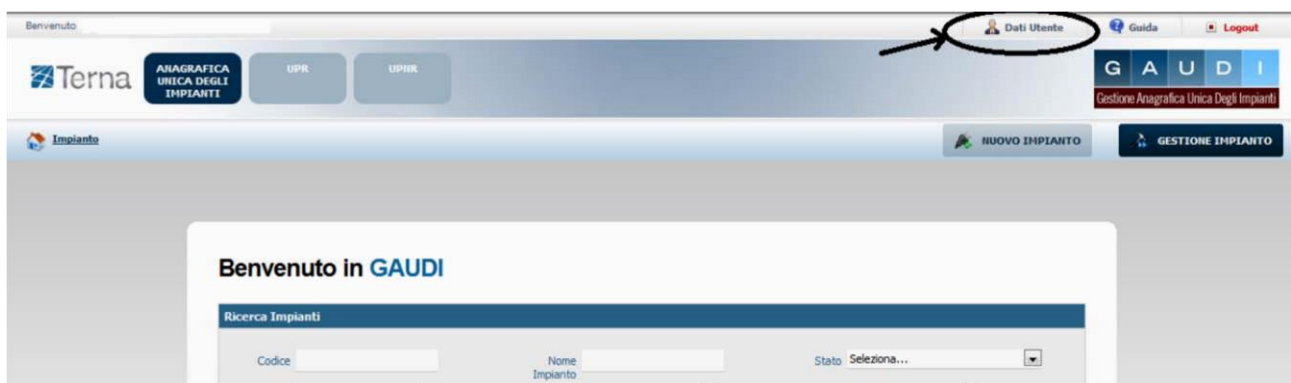 Benvenuto
Dati Utente
Guida
Logout
Terna
ANAGRAFICA
UNICA DEGLI
IMPIANTI
UPR
UPNR
G A U D I
Gestione Anagrafica Unica Degli Impianti
Impianto
NUOVO IMPIANTO
GESTIONE IMPIANTO
Benvenuto in GAUDI
Ricerca Impianti
Codice
Nome
Impianto
Stato Seleziona...